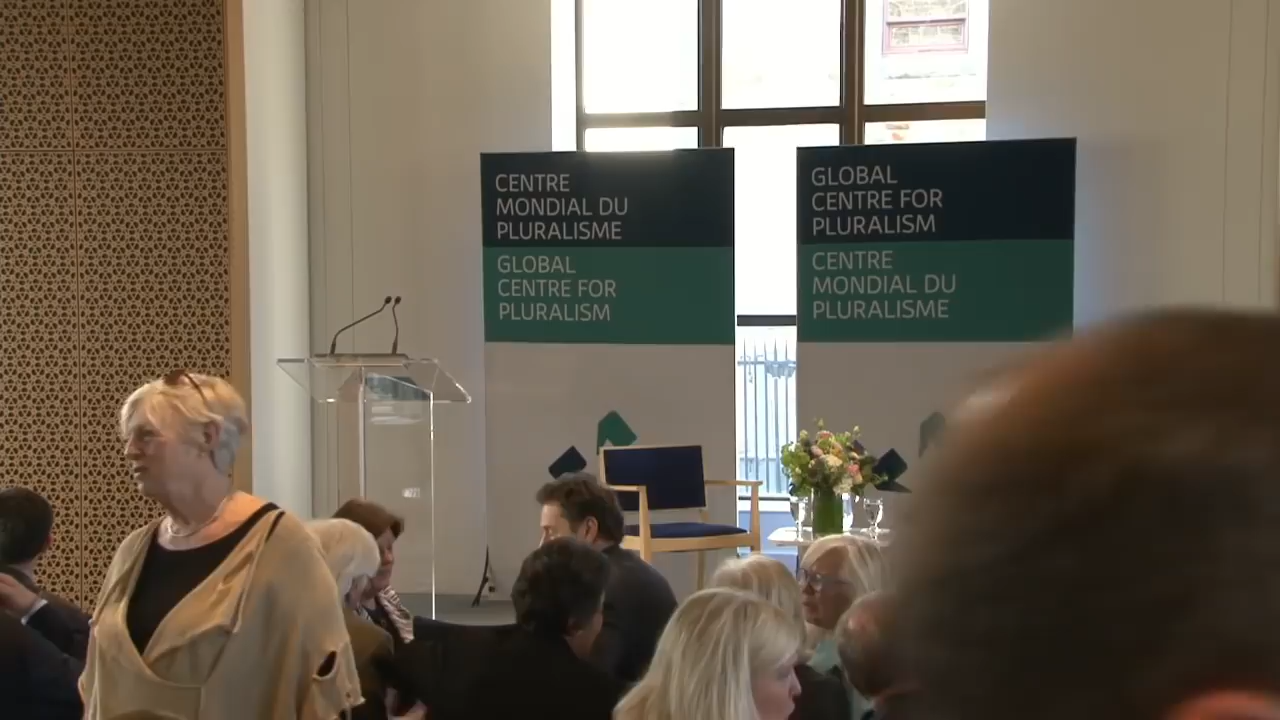 CENTRE
MONDIAL DU
PLURALISME
GLOBAL
CENTRE FOR
PLURALISM
GLOBAL
CENTRE FOR
PLURALISM
CENTRE
MONDIAL DU
PLURALISME